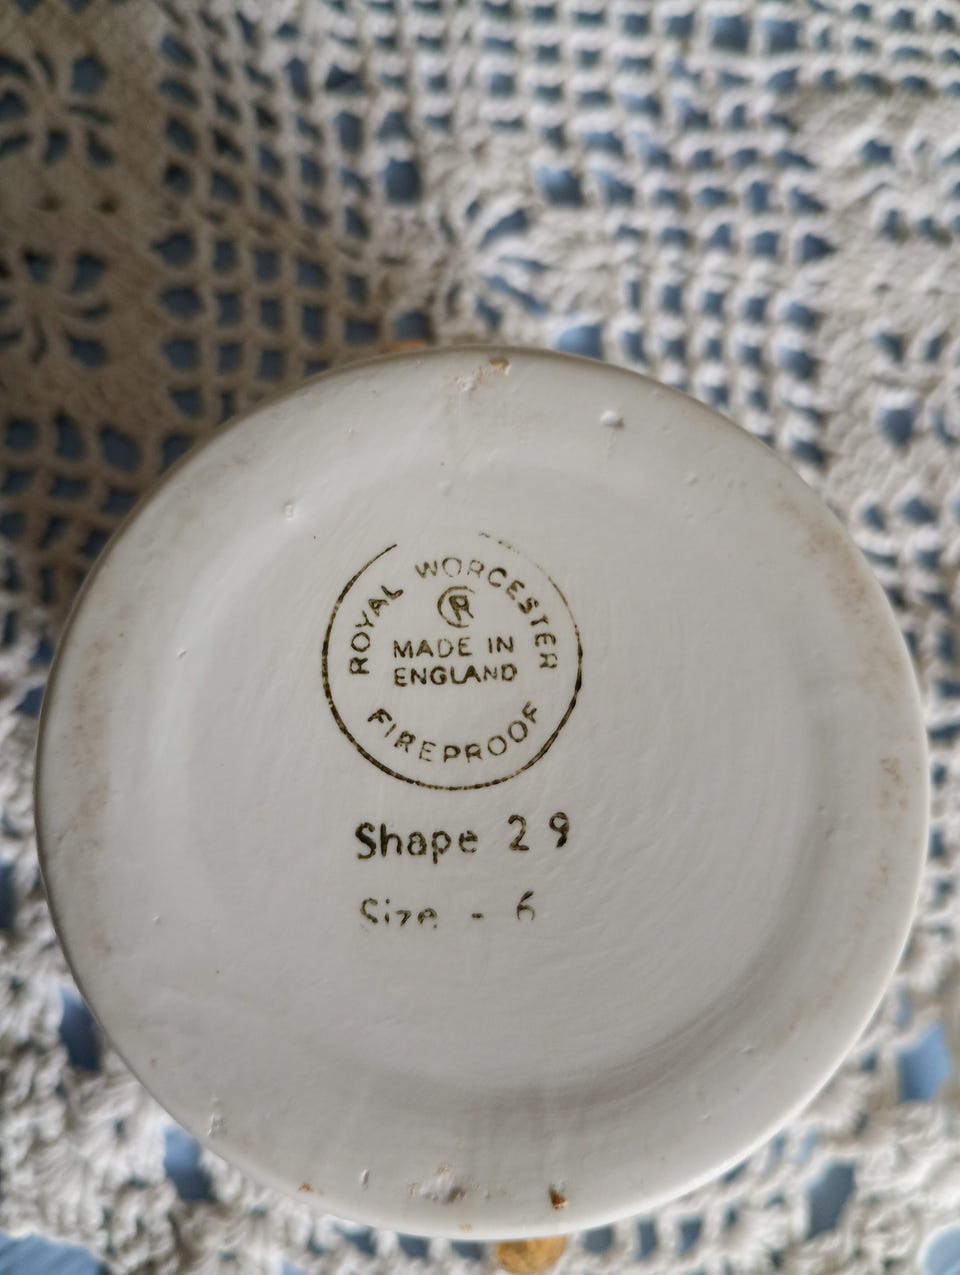 ROYAL WORCESTER
R
MADE IN
ENGLAND
FIREPROOF
Shape 29
Size - 6